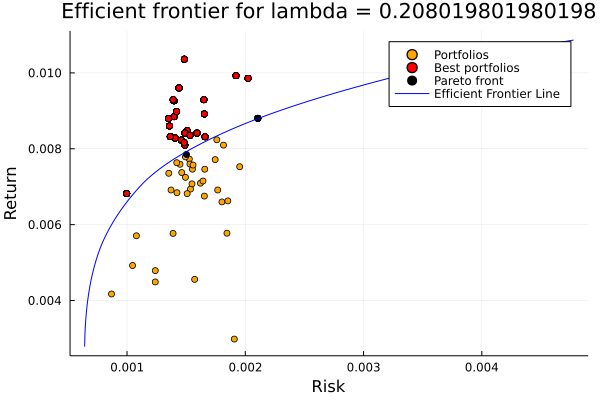 Efficient frontier for lambda = 0.208019801980198
Portfolios
Best portfolios
Pareto front
Efficient Frontier Line
0.010
0.008
0.006
0.004
Return
0.001
0.002
0.003
0.004
Risk